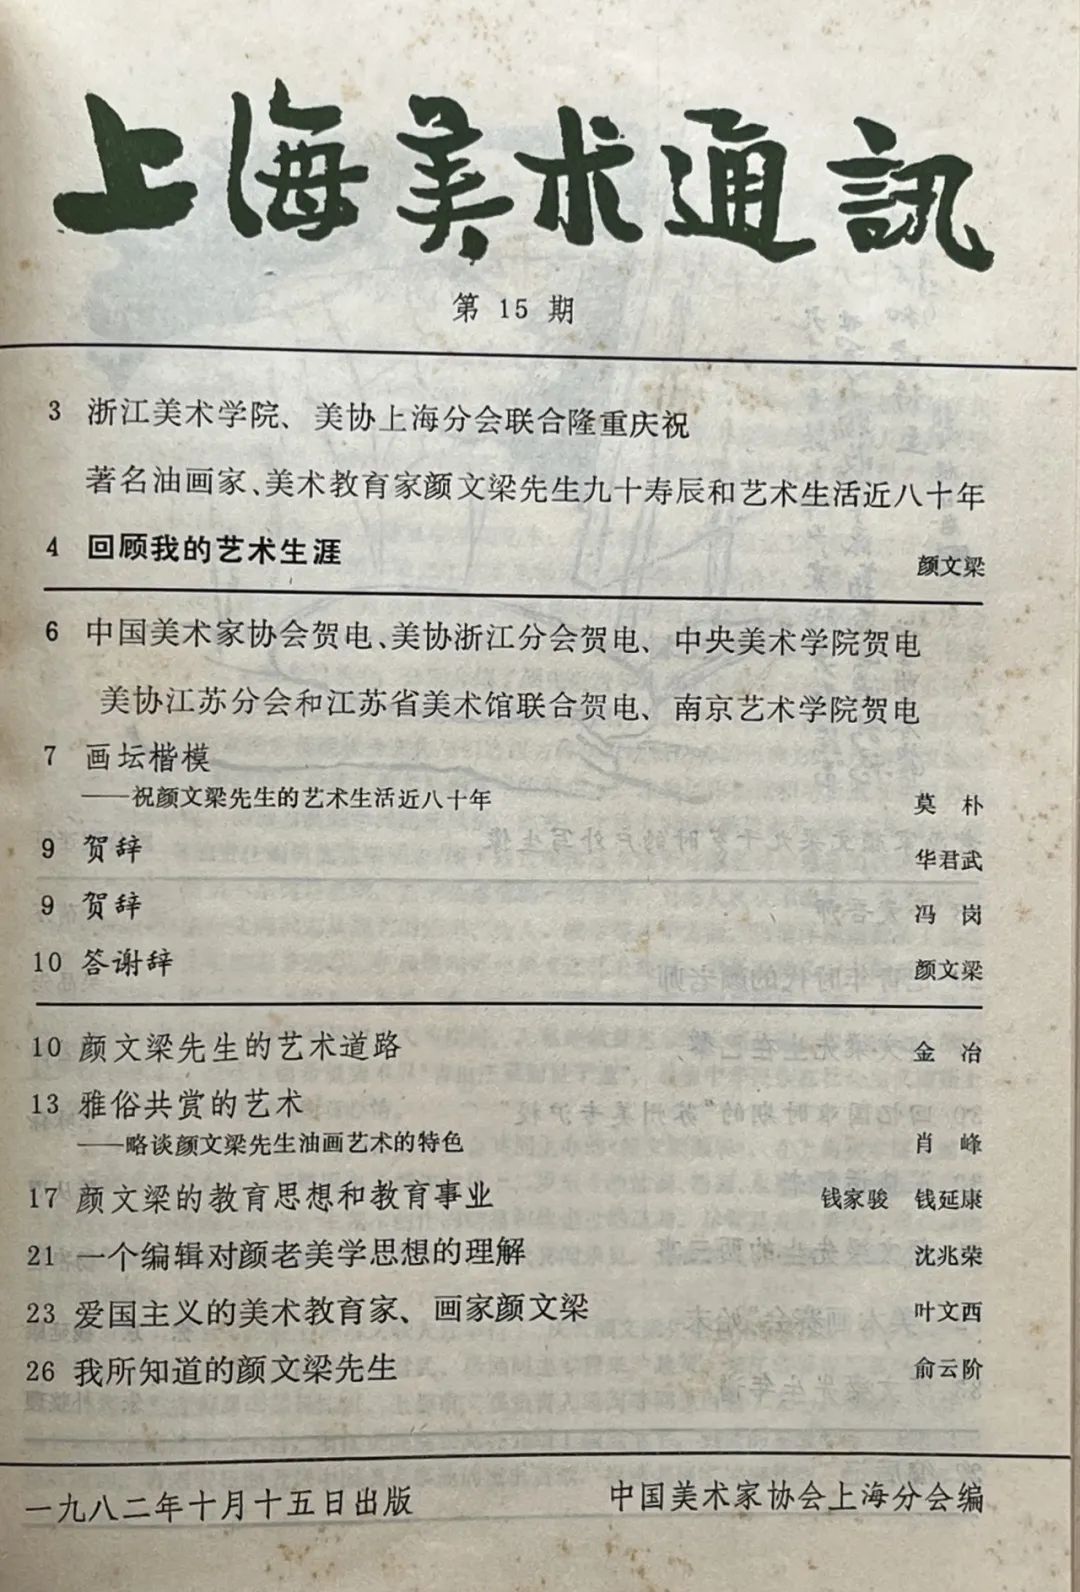 上海美术通訊
第 15 期
3 浙江美术学院、美协上海分会联合隆重庆祝
著名油画家、美术教育家颜文梁先生九十寿辰和艺术生活近八十年
4 回顾我的艺术生涯 颜文梁
6 中国美术家协会贺电、美协浙江分会贺电、中央美术学院贺电
美协江苏分会和江苏省美术馆联合贺电、南京艺术学院贺电
7 画坛楷模
——祝颜文梁先生的艺术生活近八十年 莫 朴
9 贺辞 华君武
9 贺辞 冯 岗
10 答谢辞 颜文梁
10 颜文梁先生的艺术道路 金 冶
13 雅俗共赏的艺术
——略谈颜文梁先生油画艺术的特色 肖 峰
17 颜文梁的教育思想和教育事业 钱家骏 钱延康
21 一个编辑对颜老美学思想的理解 沈兆荣
23 爱国主义的美术教育家、画家颜文梁 叶文西
26 我所知道的颜文梁先生 俞云阶
一九八二年十月十五日出版 中国美术家协会上海分会编